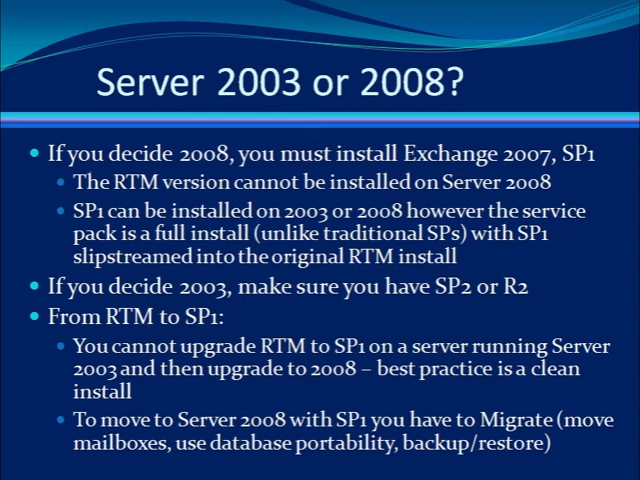 Server 2003 or 2008?
• If you decide 2008, you must install Exchange 2007, SP1
• The RTM version cannot be installed on Server 2008
• SP1 can be installed on 2003 or 2008 however the service
pack is a full install (unlike traditional SPs) with SP1
slipstreamed into the original RTM install
• If you decide 2003, make sure you have SP2 or R2
• From RTM to SP1:
• You cannot upgrade RTM to SP1 on a server running Server
2003 and then upgrade to 2008 – best practice is a clean
install
• To move to Server 2008 with SP1 you have to Migrate (move
mailboxes, use database portability, backup/restore)